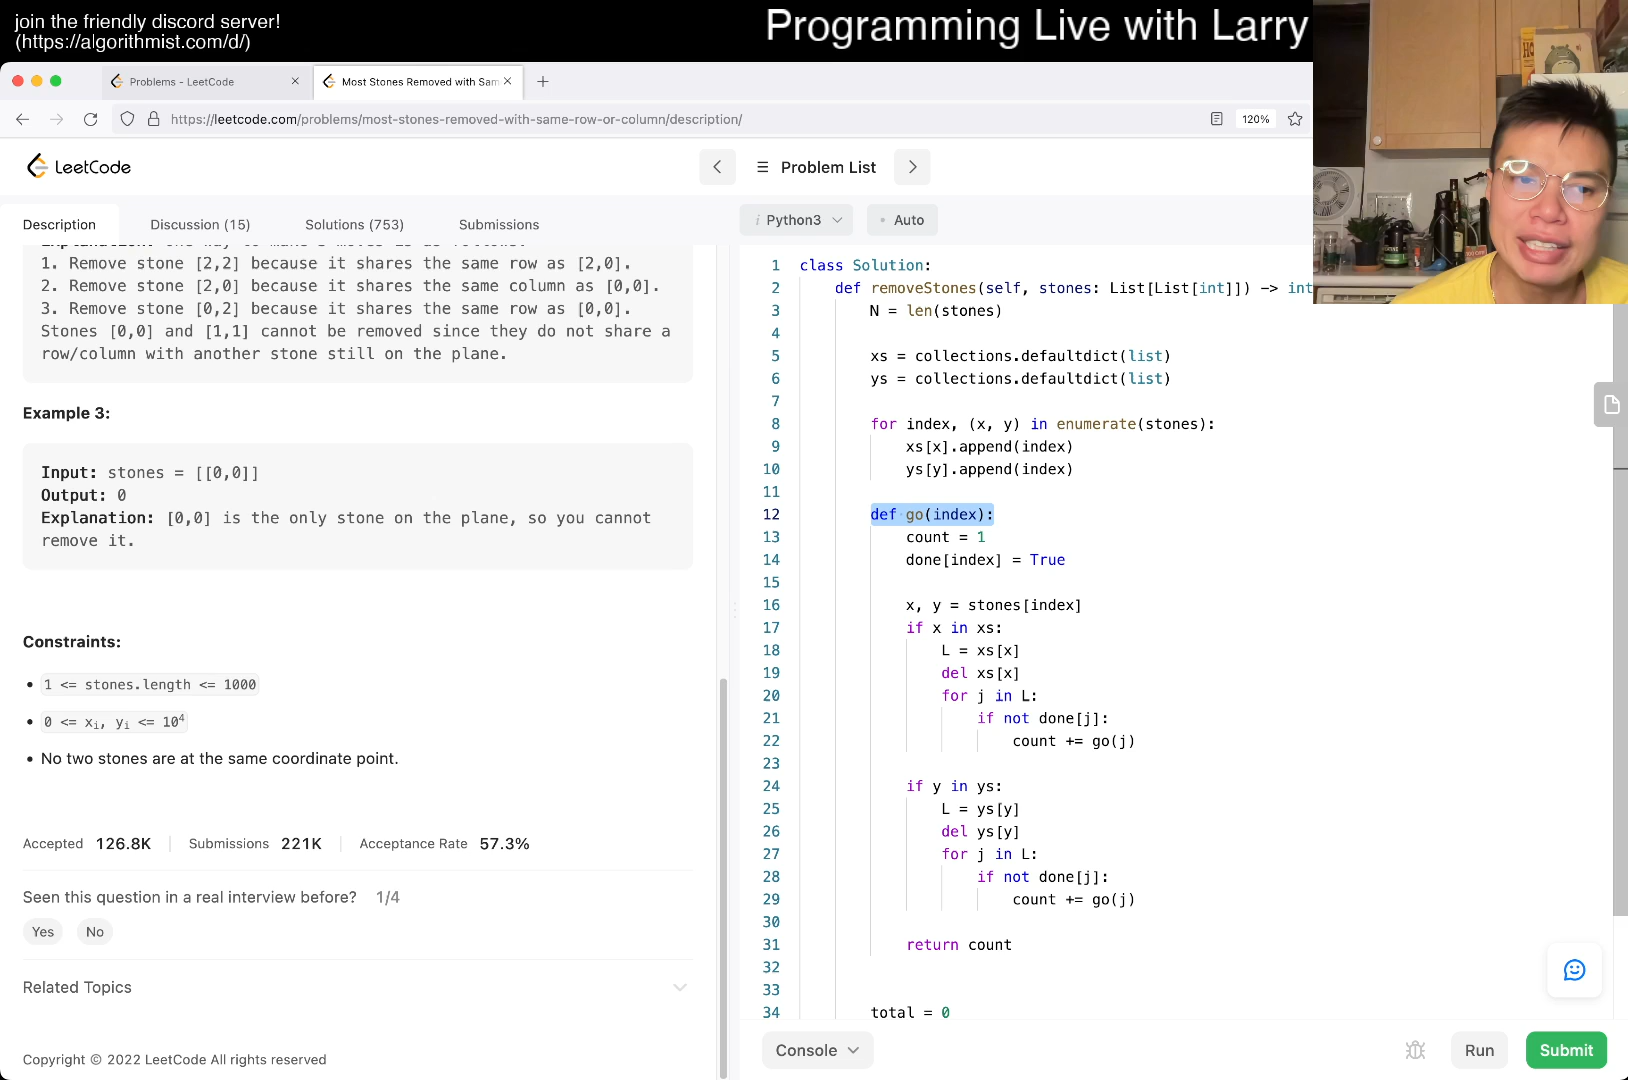 join the friendly discord server!
(https://algorithmist.com/d/)
Programming Live with Larry
Problems - LeetCode
Most Stones Removed with Sam
https://leetcode.com/problems/most-stones-removed-with-same-row-or-column/description/
120%
LeetCode
Problem List
Description
Discussion (15)
Solutions (753)
Submissions
i Python3
Auto
1. Remove stone [2,2] because it shares the same row as [2,0].
2. Remove stone [2,0] because it shares the same column as [0,0].
3. Remove stone [0,2] because it shares the same row as [0,0].
Stones [0,0] and [1,1] cannot be removed since they do not share a
row/column with another stone still on the plane.
Example 3:
Input: stones = [[0,0]]
Output: 0
Explanation: [0,0] is the only stone on the plane, so you cannot
remove it.
Constraints:
• 1 <= stones.length <= 1000
• 0 <= xi, yi <= 10⁴
• No two stones are at the same coordinate point.
Accepted 126.8K
Submissions 221K
Acceptance Rate 57.3%
Seen this question in a real interview before? 1/4
Yes
No
Related Topics
Copyright © 2022 LeetCode All rights reserved
1 class Solution:
2 def removeStones(self, stones: List[List[int]]) -> int
3 N = len(stones)
4
5 xs = collections.defaultdict(list)
6 ys = collections.defaultdict(list)
7
8 for index, (x, y) in enumerate(stones):
9 xs[x].append(index)
10 ys[y].append(index)
11
12 def go(index):
13 count = 1
14 done[index] = True
15
16 x, y = stones[index]
17 if x in xs:
18 L = xs[x]
19 del xs[x]
20 for j in L:
21 if not done[j]:
22 count += go(j)
23
24 if y in ys:
25 L = ys[y]
26 del ys[y]
27 for j in L:
28 if not done[j]:
29 count += go(j)
30
31 return count
32
33
34 total = 0
Console
Run
Submit